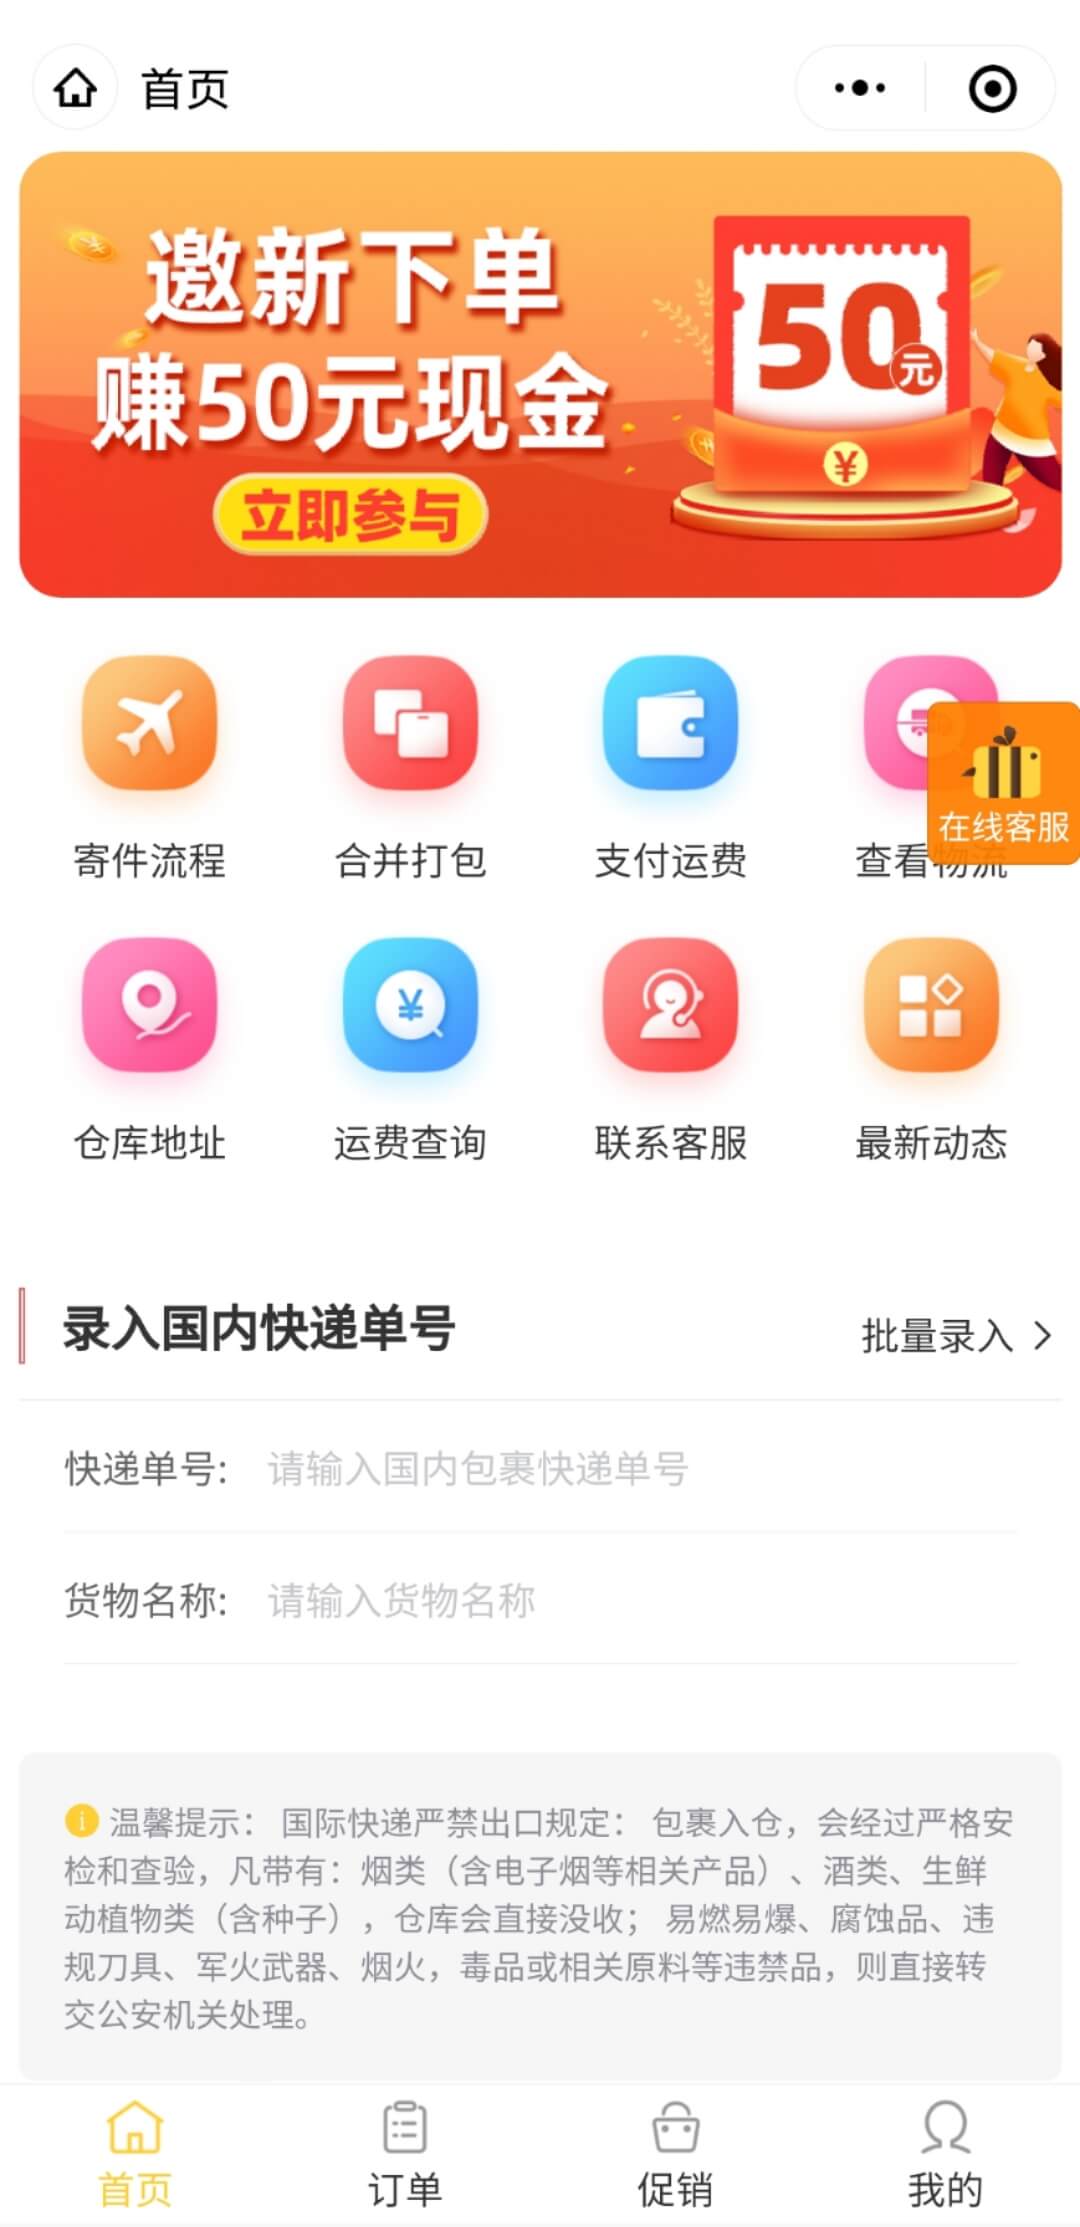 首页
邀新下单
赚50元现金
立即参与
50元
¥
寄件流程
合并打包
支付运费
查看物流
在线客服
仓库地址
¥
运费查询
联系客服
最新动态
录入国内快递单号
批量录入
快递单号: 请输入国内包裹快递单号
货物名称: 请输入货物名称
温馨提示： 国际快递严禁出口规定： 包裹入仓，会经过严格安
检和查验，凡带有：烟类（含电子烟等相关产品）、酒类、生鲜
动植物类（含种子），仓库会直接没收； 易燃易爆、腐蚀品、违
规刀具、军火武器、烟火，毒品或相关原料等违禁品，则直接转
交公安机关处理。
首页
订单
促销
我的